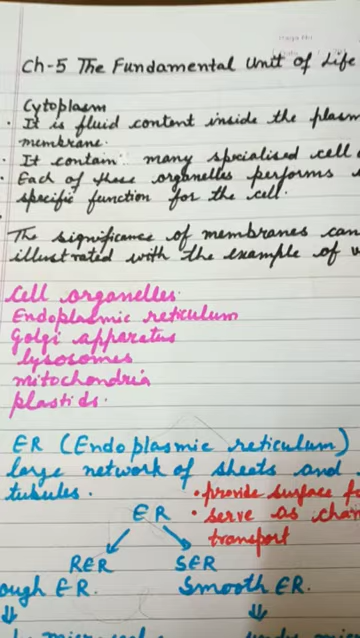 Ch-5 The Fundamental Unit of Life
Cytoplasm
• It is fluid content inside the plasm
membrane.
• It contain many specialised cell
• Each of these organelles performs
specific function for the cell.
The significance of membranes can
illustrated with the example of
Cell organelles
Endoplasmic reticulum
Golgi apparatus
lysosomes
mitochondria
plastids.
ER (Endoplasmic reticulum)
large network of sheets and
tubules.
• provide surface
ER
• serve as chan
transport
RER
SER
ough ER.
Smooth ER.